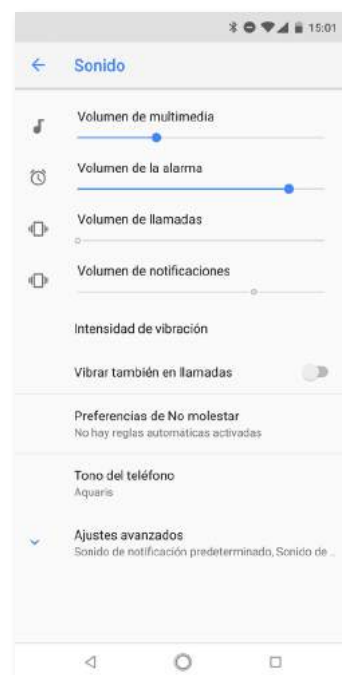 15:01
Sonido
Volumen de multimedia
Volumen de la alarma
Volumen de llamadas
Volumen de notificaciones
Intensidad de vibración
Vibrar también en llamadas
Preferencias de No molestar
No hay reglas automáticas activadas
Tono del teléfono
Aquaris
Ajustes avanzados
Sonido de notificación predeterminado, Sonido de ..